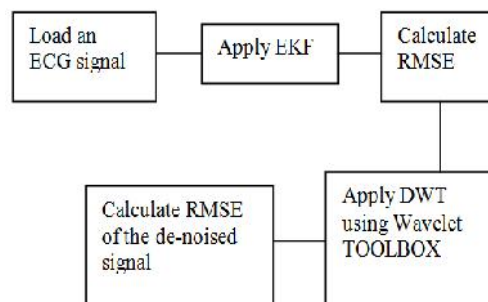 Load an
ECG signal
Apply EKF
Calculate
RMSE
Apply DWT
using Wavelet
TOOLBOX
Calculate RMSE
of the de-noised
signal